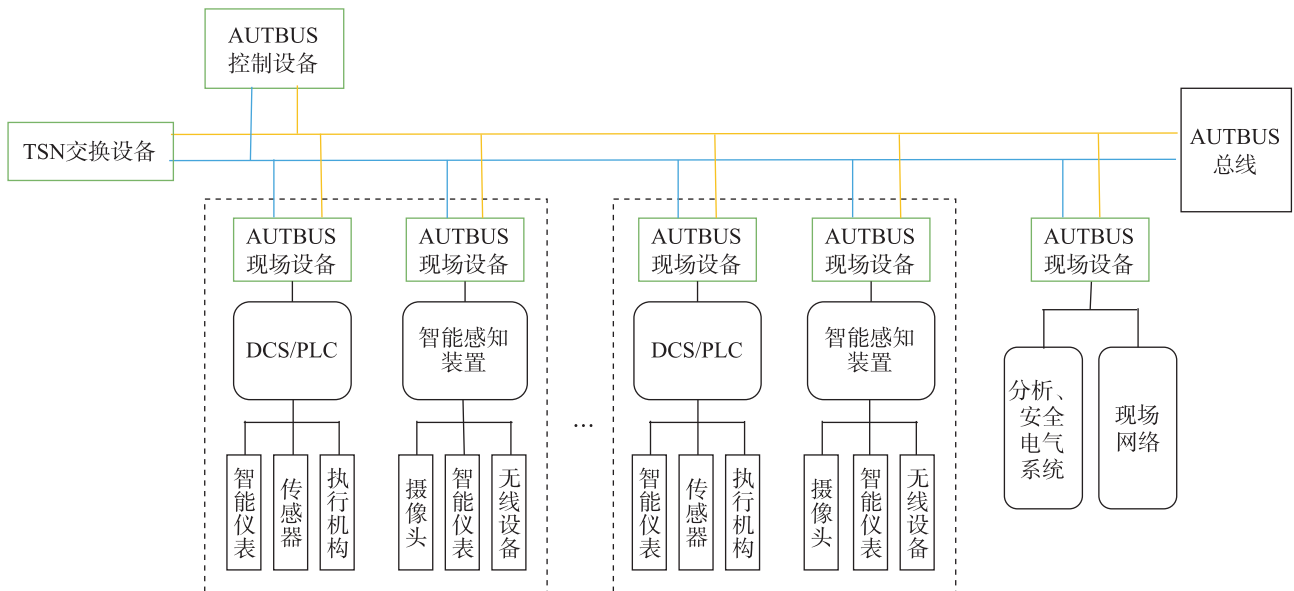 AUTBUS
控制设备
TSN交换设备
AUTBUS
总线
AUTBUS
现场设备
AUTBUS
现场设备
AUTBUS
现场设备
AUTBUS
现场设备
AUTBUS
现场设备
DCS/PLC
智能感知
装置
DCS/PLC
智能感知
装置
分析、
安全
电气
系统
现场
网络
...
智能仪表
传感器
执行机构
摄像头
智能仪表
无线设备
智能仪表
传感器
执行机构
摄像头
智能仪表
无线设备